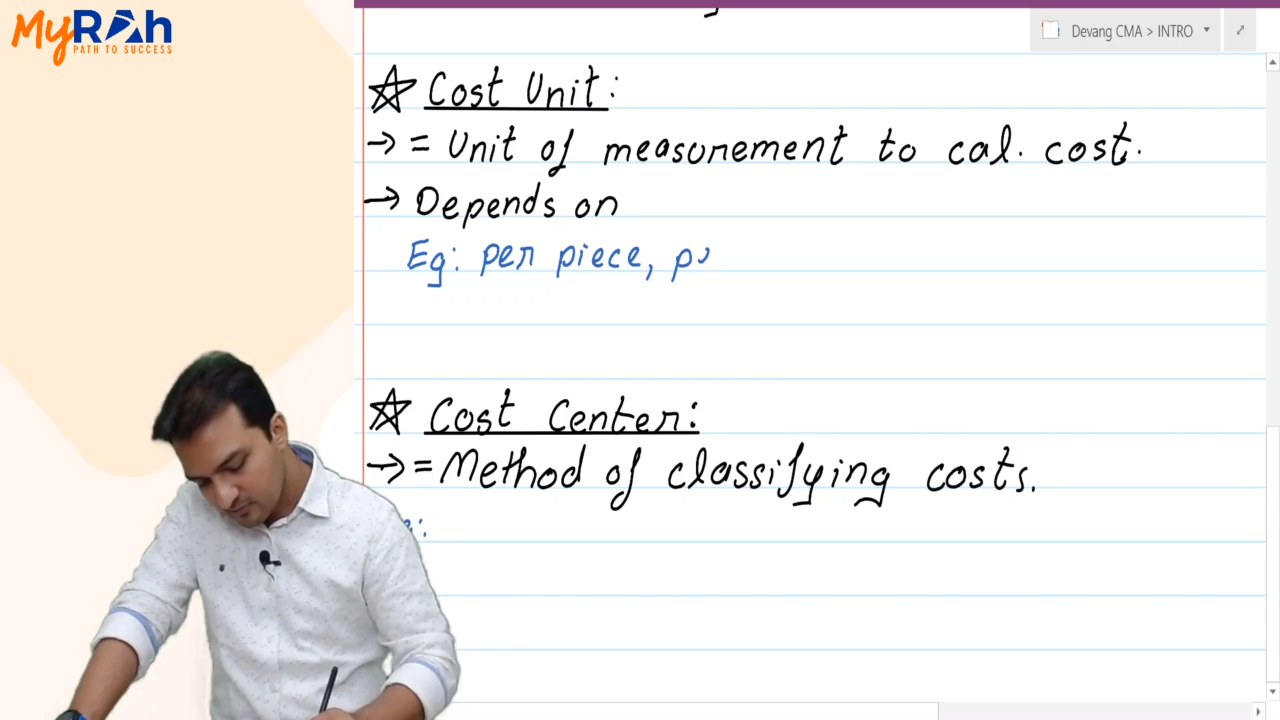 MyRAh
PATH TO SUCCESS
Devang CMA > INTRO
☆ Cost Unit:
→ = Unit of measurement to cal. cost.
→ Depends on
Eg: per piece,
☆ Cost Center:
→ = Method of classifying costs.